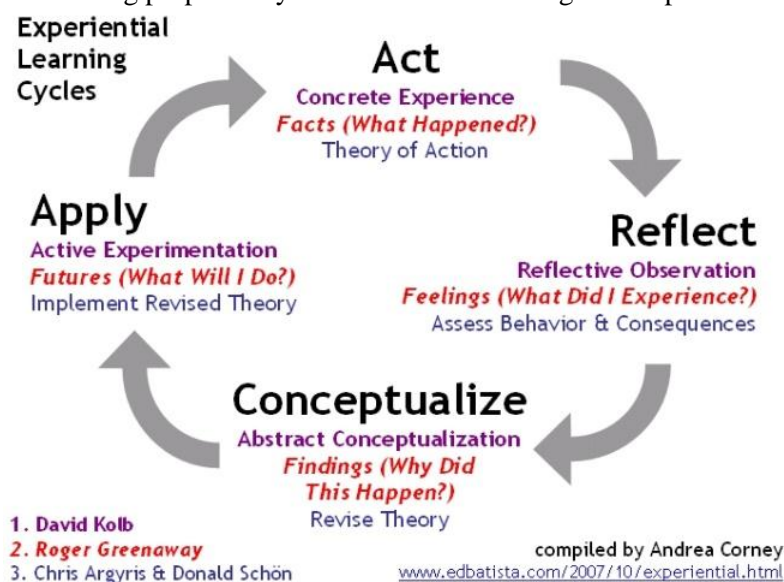 Experiential
Learning
Cycles
Act
Concrete Experience
Facts (What Happened?)
Theory of Action
Reflect
Reflective Observation
Feelings (What Did I Experience?)
Assess Behavior & Consequences
Conceptualize
Abstract Conceptualization
Findings (Why Did
This Happen?)
Revise Theory
Apply
Active Experimentation
Futures (What Will I Do?)
Implement Revised Theory
1. David Kolb
2. Roger Greenaway
3. Chris Argyris & Donald Schön
compiled by Andrea Corney
www.edbatista.com/2007/10/experiential.html